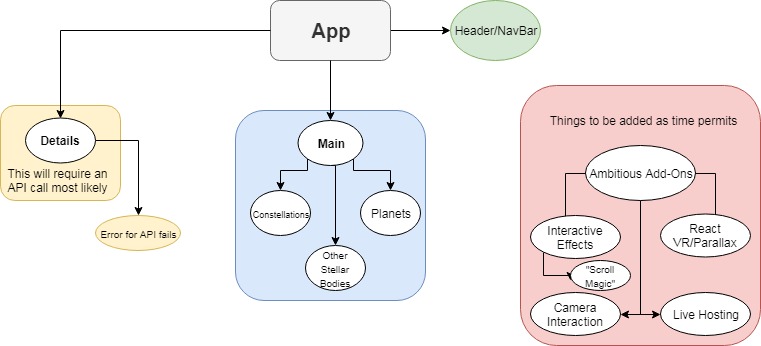 App
Header/NavBar
Details
This will require an
API call most likely
Error for API fails
Main
Constellations
Planets
Other
Stellar
Bodies
Things to be added as time permits
Ambitious Add-Ons
Interactive
Effects
React
VR/Parallax
"Scroll
Magic"
Camera
Interaction
Live Hosting